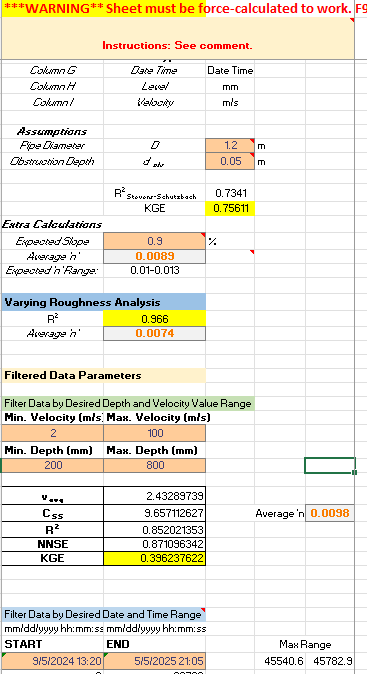 ***WARNING** Sheet must be force-calculated to work. F9
Instructions: See comment.
Column G Date Time Date Time
Column H Level mm
Column I Velocity m/s
Assumptions
Pipe Diameter D 1.2 m
Obstruction Depth d obs 0.05 m
R² Stevens-Schutzbach 0.7341
KGE 0.75611
Extra Calculations
Expected Slope 0.9 %
Average 'n' 0.0089
Expected 'n' Range: 0.01-0.013
Varying Roughness Analysis
R² 0.966
Average 'n' 0.0074
Filtered Data Parameters
Filter Data by Desired Depth and Velocity Value Range
Min. Velocity (m/s) Max. Velocity (m/s)
2 100
Min. Depth (mm) Max. Depth (mm)
200 800
v avg 2.43289739
C SS 9.657112627 Average 'n 0.0098
R² 0.852021353
NNSE 0.871096342
KGE 0.396237622
Filter Data by Desired Date and Time Range
mm/dd/yyyy hh:mm:ss mm/dd/yyyy hh:mm:ss
START END Max Range
9/5/2024 13:20 5/5/2025 21:05 45540.6 45782.9